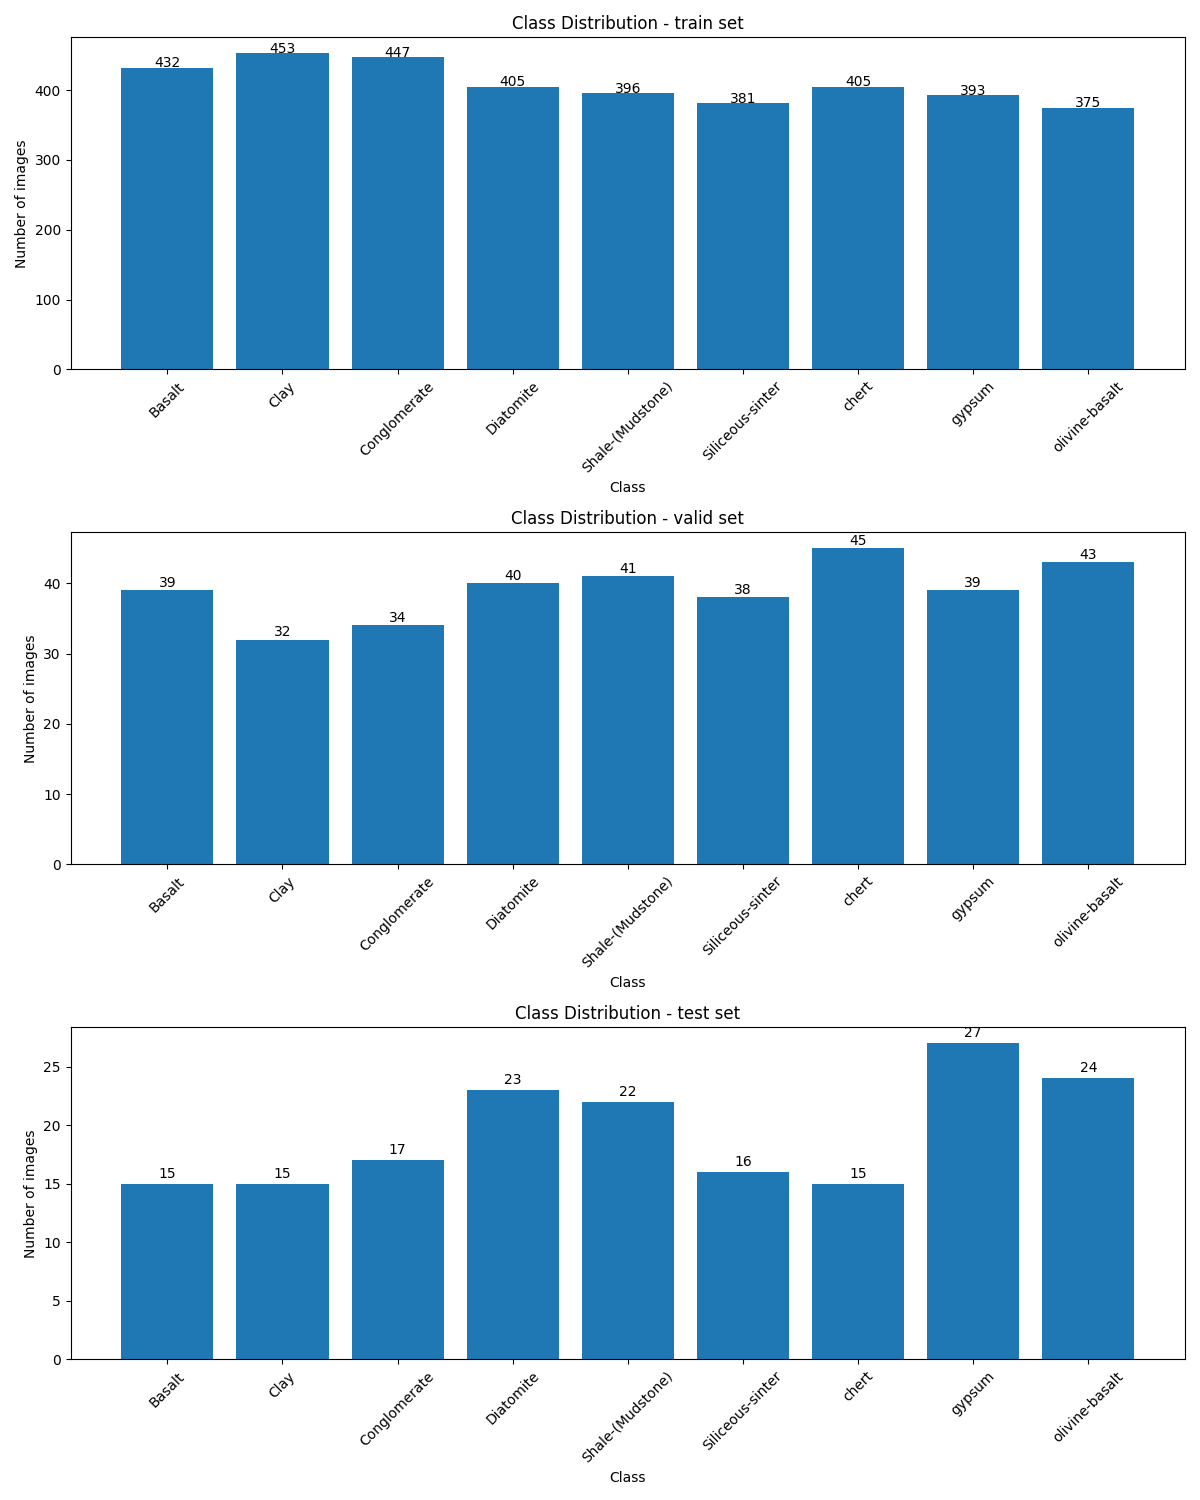 Class Distribution - train set
Number of images
400
300
200
100
0
432
453
447
405
396
381
405
393
375
Basalt
Clay
Conglomerate
Diatomite
Shale-(Mudstone)
Siliceous-sinter
chert
gypsum
olivine-basalt
Class
Class Distribution - valid set
Number of images
40
30
20
10
0
39
32
34
40
41
38
45
39
43
Basalt
Clay
Conglomerate
Diatomite
Shale-(Mudstone)
Siliceous-sinter
chert
gypsum
olivine-basalt
Class
Class Distribution - test set
Number of images
25
20
15
10
5
0
15
15
17
23
22
16
15
27
24
Basalt
Clay
Conglomerate
Diatomite
Shale-(Mudstone)
Siliceous-sinter
chert
gypsum
olivine-basalt
Class